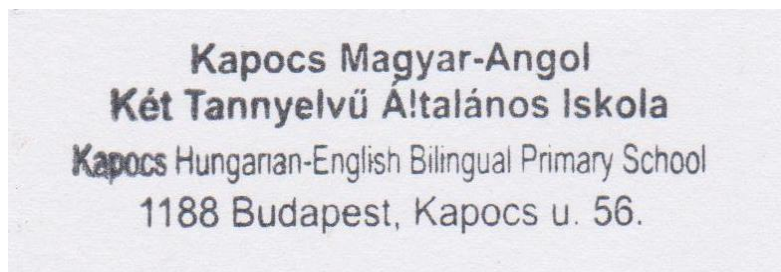 Kapocs Magyar-Angol
Két Tannyelvű Általános Iskola
Kapocs Hungarian-English Bilingual Primary School
1188 Budapest, Kapocs u. 56.